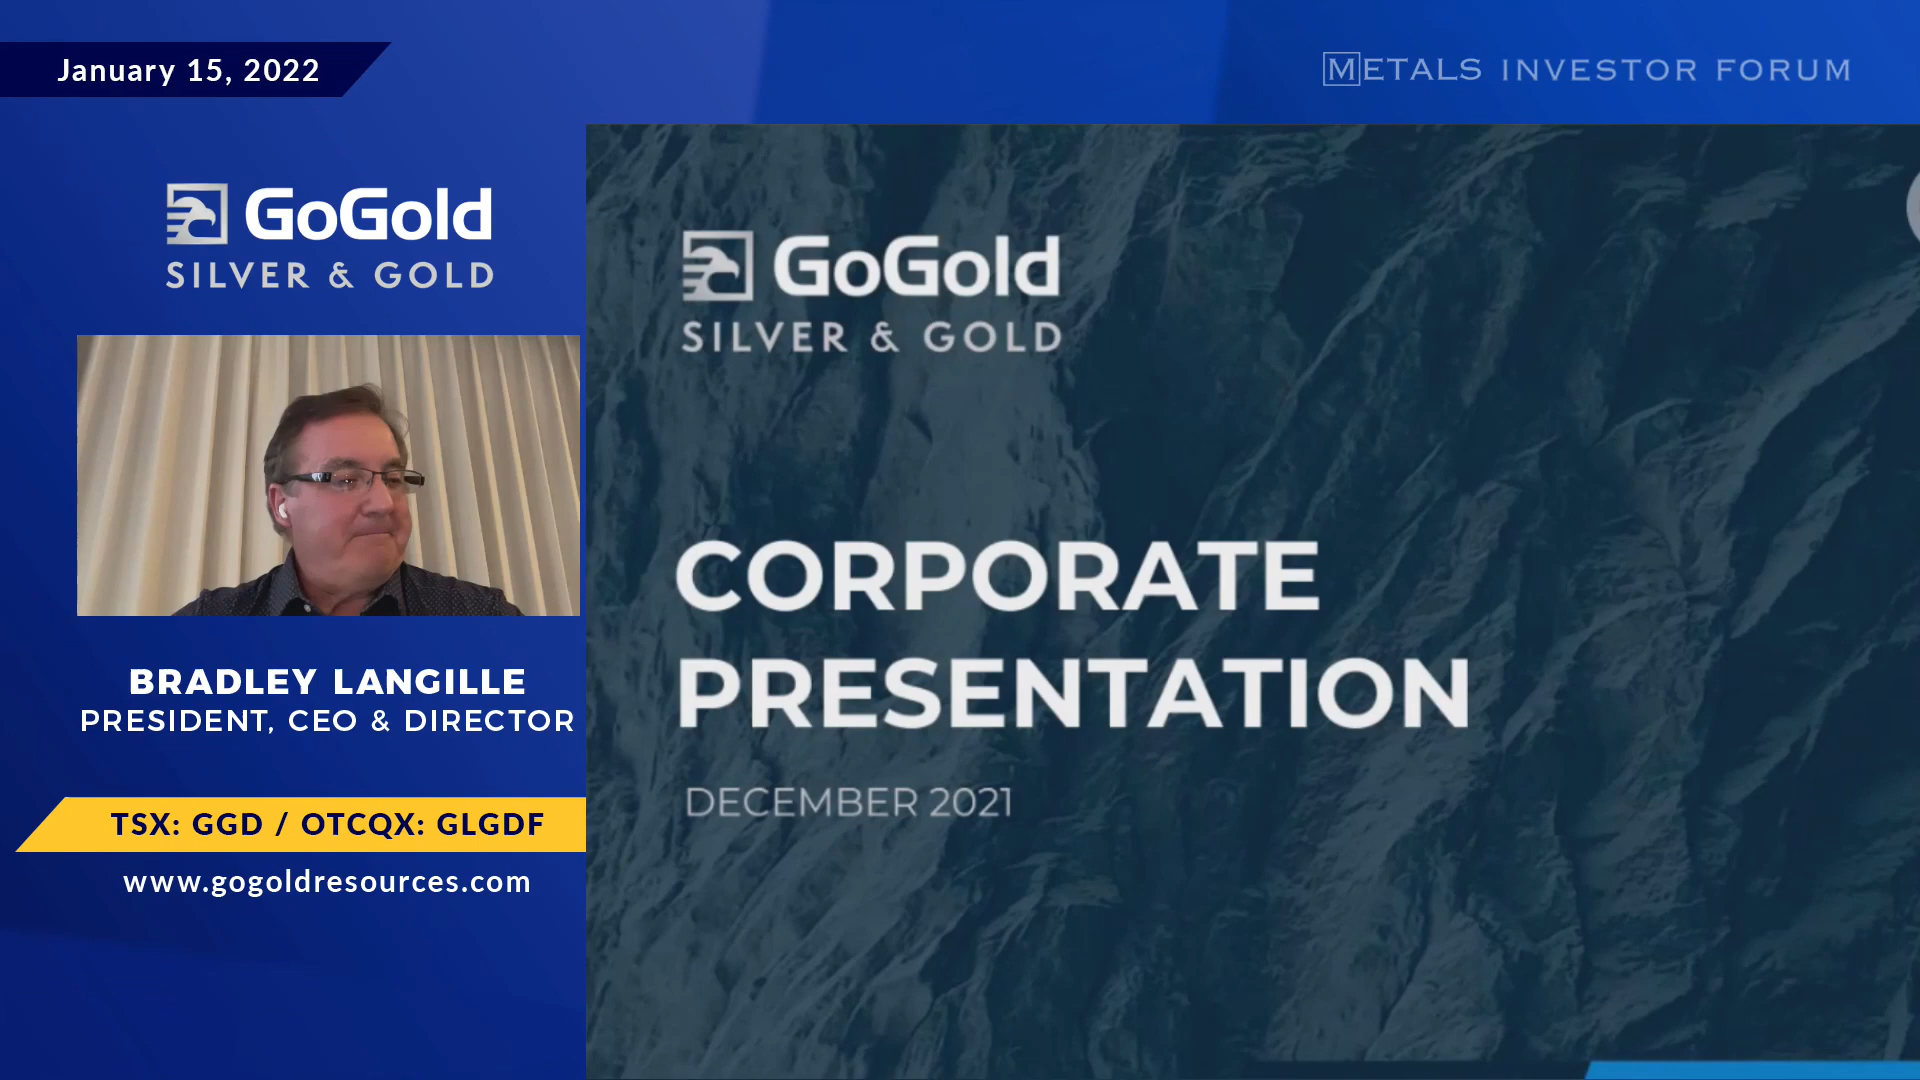 January 15, 2022
METALS INVESTOR FORUM
GoGold
SILVER & GOLD
BRADLEY LANGILLE
PRESIDENT, CEO & DIRECTOR
TSX: GGD / OTCQX: GLGDF
www.gogoldresources.com
GoGold
SILVER & GOLD
CORPORATE
PRESENTATION
DECEMBER 2021